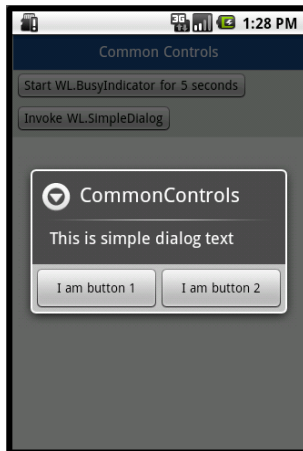 3G 1:28 PM
Common Controls
Start WL.BusyIndicator for 5 seconds
Invoke WL.SimpleDialog
CommonControls
This is simple dialog text
I am button 1 I am button 2